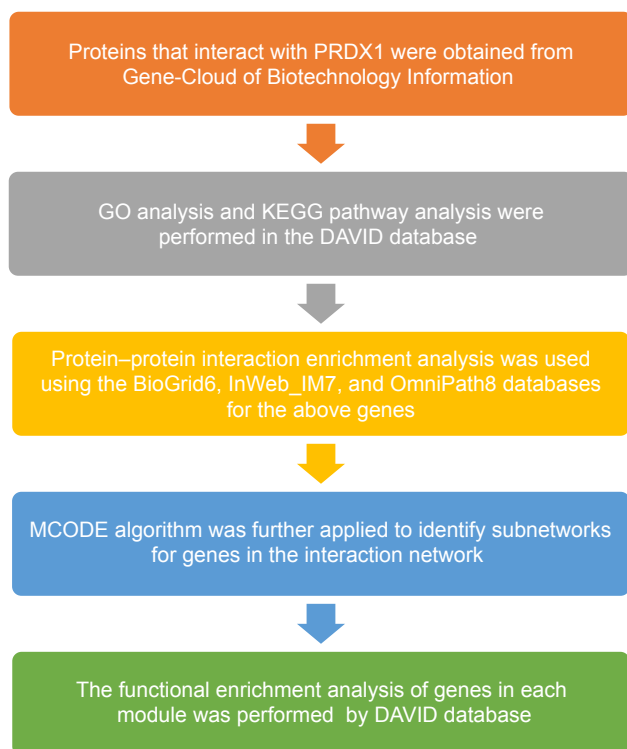 Proteins that interact with PRDX1 were obtained from
Gene-Cloud of Biotechnology Information
GO analysis and KEGG pathway analysis were
performed in the DAVID database
Protein–protein interaction enrichment analysis was used
using the BioGrid6, InWeb_IM7, and OmniPath8 databases
for the above genes
MCODE algorithm was further applied to identify subnetworks
for genes in the interaction network
The functional enrichment analysis of genes in each
module was performed by DAVID database